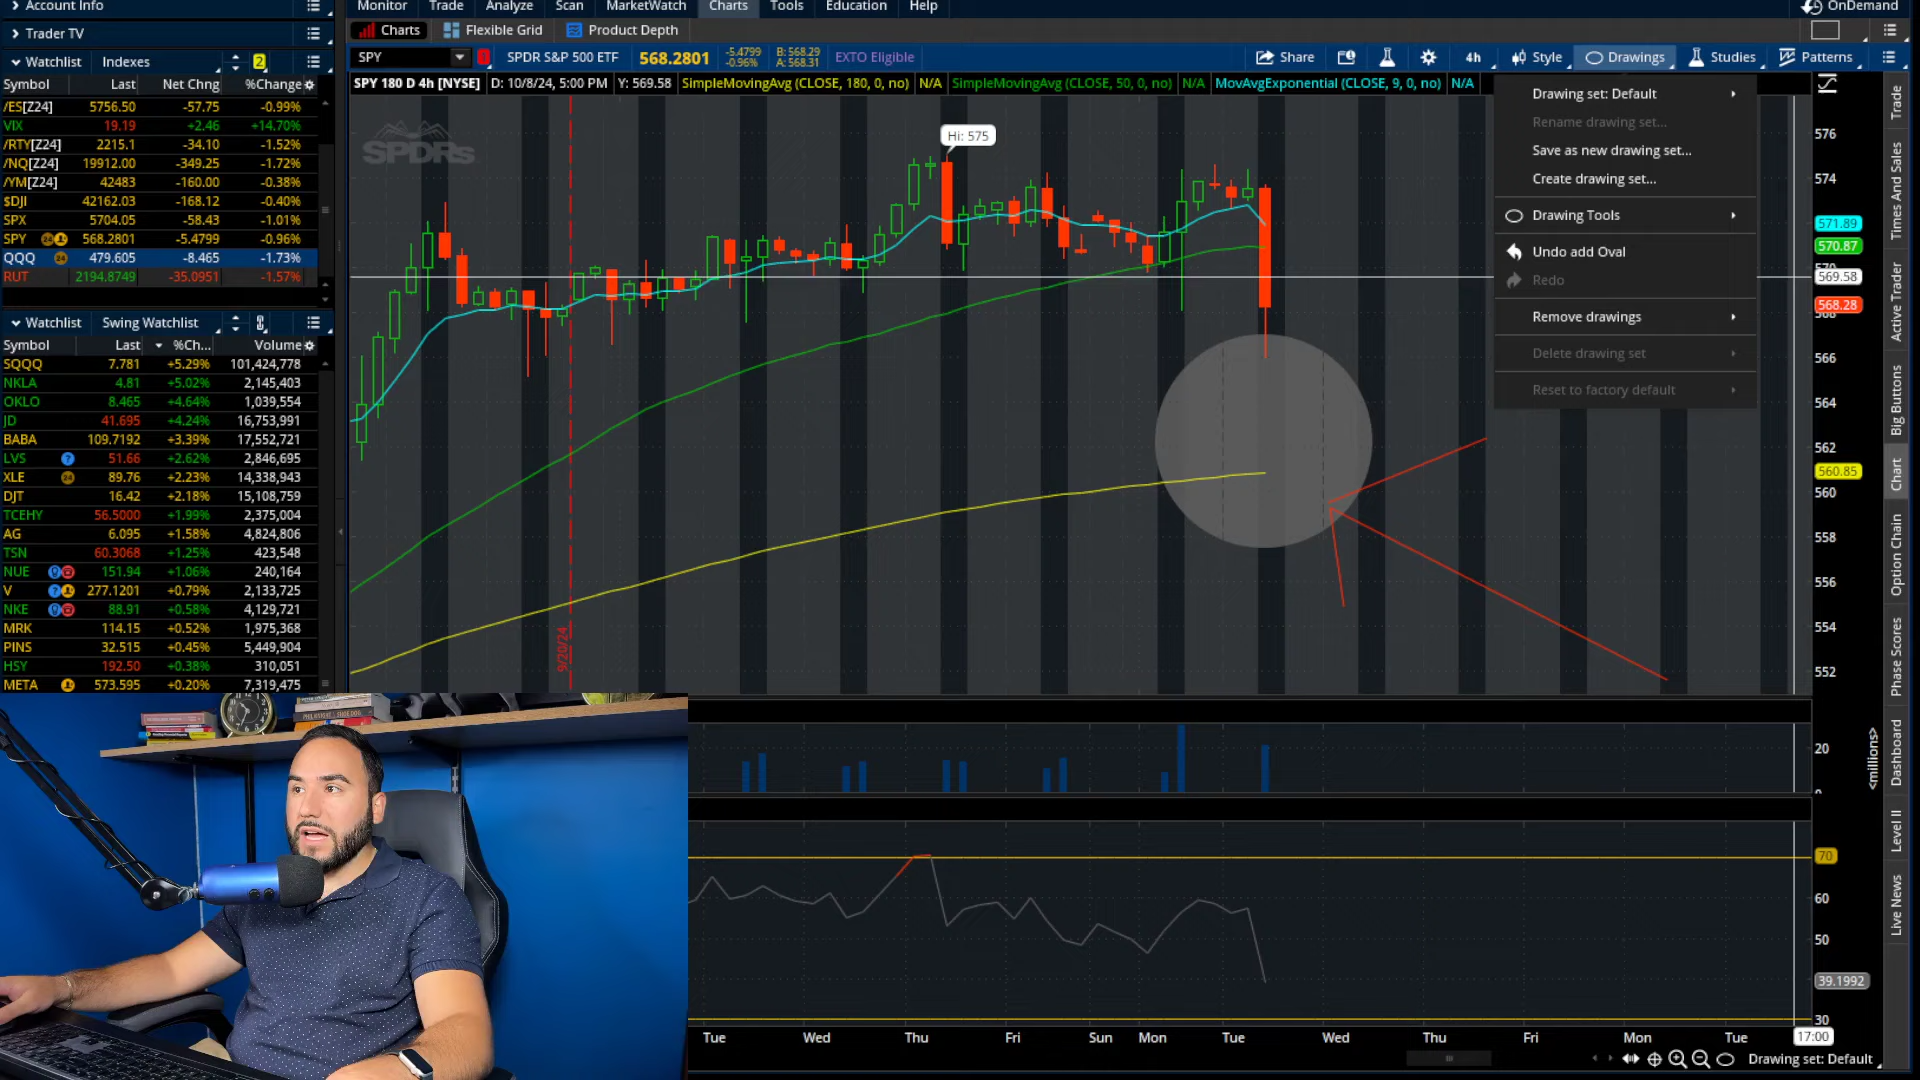 Account Info
Monitor Trade Analyze Scan MarketWatch Charts Tools Education Help
OnDemand
Trader TV
Charts Flexible Grid Product Depth
Watchlist Indexes 2
SPY SPDR S&P 500 ETF 568.2801 -5.4799 -0.96% B: 568.29 A: 568.31 EXTO Eligible
Share 4h Style Drawings Studies Patterns
SPY 180 D 4h [NYSE] D: 10/8/24, 5:00 PM Y: 569.58 SimpleMovingAvg (CLOSE, 180, 0, no) N/A SimpleMovingAvg (CLOSE, 50, 0, no) N/A MovAvgExponential (CLOSE, 9, 0, no) N/A
Symbol Last Net Chng %Change
/ES[Z24] 5756.50 -57.75 -0.99%
VIX 19.19 +2.46 +14.70%
/RTY[Z24] 2215.1 -34.10 -1.52%
/NQ[Z24] 19912.00 -349.25 -1.72%
/YM[Z24] 42483 -160.00 -0.38%
$DJI 42162.03 -168.12 -0.40%
SPX 5704.05 -58.43 -1.01%
SPY 568.2801 -5.4799 -0.96%
QQQ 479.605 -8.465 -1.73%
RUT 2194.8749 -35.0951 -1.57%
Watchlist Swing Watchlist
Symbol Last %Ch... Volume
SQQQ 7.781 +5.29% 101,424,778
NKLA 4.81 +5.02% 2,145,403
OKLO 8.465 +4.64% 1,039,554
JD 41.695 +4.24% 16,753,991
BABA 109.7192 +3.39% 17,552,721
LVS 51.66 +2.62% 2,846,695
XLE 89.76 +2.23% 14,338,943
DJT 16.42 +2.18% 15,108,759
TCEHY 56.5000 +1.99% 2,375,004
AG 6.095 +1.58% 4,824,806
TSN 60.3068 +1.25% 423,548
NUE 151.94 +1.06% 240,164
V 277.1201 +0.79% 2,133,725
NKE 88.91 +0.58% 4,129,721
MRK 114.15 +0.52% 1,975,368
PINS 32.515 +0.45% 5,449,904
HSY 192.50 +0.38% 310,051
META 573.595 +0.20% 7,319,475
SPDRs
Hi: 575
9/20/24
Drawing set: Default
Rename drawing set...
Save as new drawing set...
Create drawing set...
Drawing Tools
Undo add Oval
Redo
Remove drawings
Delete drawing set
Reset to factory default
576
574
571.89
570.87
570
569.58
568.28
568
566
564
562
560.85
560
558
556
554
552
20
<millions>
0
70
60
50
39.1992
30
Tue Wed Thu Fri Sun Mon Tue Wed Thu Fri Mon Tue 17:00
Drawing set: Default
Trade
Times And Sales
Active Trader
Big Buttons
Chart
Option Chain
Phase Scores
Dashboard
Level II
Live News